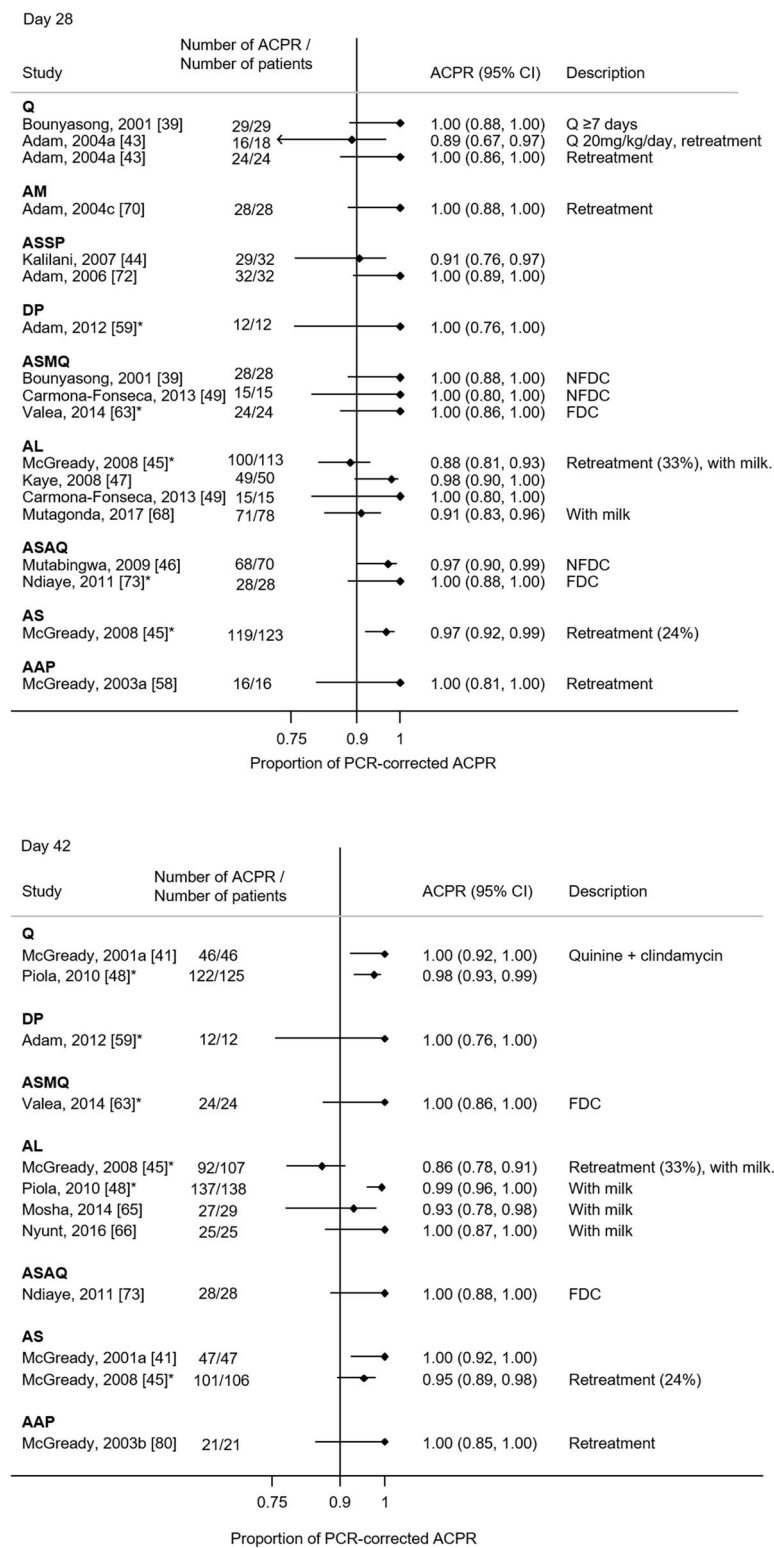 Day 28
Number of ACPR /
Number of patients
Study ACPR (95% CI) Description
Q
Bounyasong, 2001 [39] 29/29 1.00 (0.88, 1.00) Q ≥7 days
Adam, 2004a [43] 16/18 0.89 (0.67, 0.97) Q 20mg/kg/day, retreatment
Adam, 2004a [43] 24/24 1.00 (0.86, 1.00) Retreatment
AM
Adam, 2004c [70] 28/28 1.00 (0.88, 1.00) Retreatment
ASSP
Kalilani, 2007 [44] 29/32 0.91 (0.76, 0.97)
Adam, 2006 [72] 32/32 1.00 (0.89, 1.00)
DP
Adam, 2012 [59]* 12/12 1.00 (0.76, 1.00)
ASMQ
Bounyasong, 2001 [39] 28/28 1.00 (0.88, 1.00) NFDC
Carmona-Fonseca, 2013 [49] 15/15 1.00 (0.80, 1.00) NFDC
Valea, 2014 [63]* 24/24 1.00 (0.86, 1.00) FDC
AL
McGready, 2008 [45]* 100/113 0.88 (0.81, 0.93) Retreatment (33%), with milk.
Kaye, 2008 [47] 49/50 0.98 (0.90, 1.00)
Carmona-Fonseca, 2013 [49] 15/15 1.00 (0.80, 1.00)
Mutagonda, 2017 [68] 71/78 0.91 (0.83, 0.96) With milk
ASAQ
Mutabingwa, 2009 [46] 68/70 0.97 (0.90, 0.99) NFDC
Ndiaye, 2011 [73]* 28/28 1.00 (0.88, 1.00) FDC
AS
McGready, 2008 [45]* 119/123 0.97 (0.92, 0.99) Retreatment (24%)
AAP
McGready, 2003a [58] 16/16 1.00 (0.81, 1.00) Retreatment
0.75 0.9 1
Proportion of PCR-corrected ACPR
Day 42
Number of ACPR /
Number of patients
Study ACPR (95% CI) Description
Q
McGready, 2001a [41] 46/46 1.00 (0.92, 1.00) Quinine + clindamycin
Piola, 2010 [48]* 122/125 0.98 (0.93, 0.99)
DP
Adam, 2012 [59]* 12/12 1.00 (0.76, 1.00)
ASMQ
Valea, 2014 [63]* 24/24 1.00 (0.86, 1.00) FDC
AL
McGready, 2008 [45]* 92/107 0.86 (0.78, 0.91) Retreatment (33%), with milk.
Piola, 2010 [48]* 137/138 0.99 (0.96, 1.00) With milk
Mosha, 2014 [65] 27/29 0.93 (0.78, 0.98) With milk
Nyunt, 2016 [66] 25/25 1.00 (0.87, 1.00) With milk
ASAQ
Ndiaye, 2011 [73] 28/28 1.00 (0.88, 1.00) FDC
AS
McGready, 2001a [41] 47/47 1.00 (0.92, 1.00)
McGready, 2008 [45]* 101/106 0.95 (0.89, 0.98) Retreatment (24%)
AAP
McGready, 2003b [80] 21/21 1.00 (0.85, 1.00) Retreatment
0.75 0.9 1
Proportion of PCR-corrected ACPR